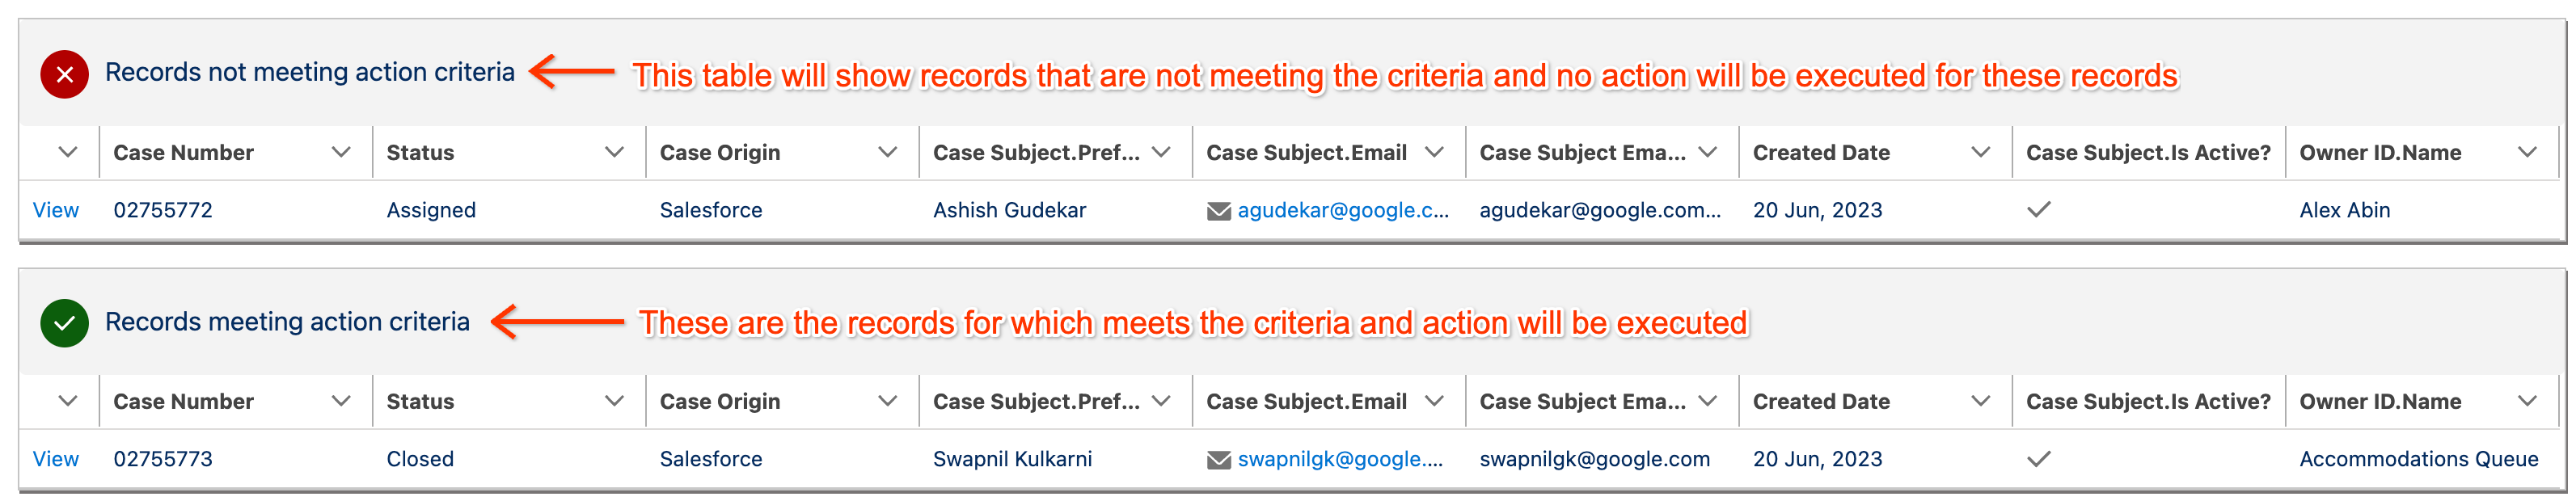 Records not meeting action criteria This table will show records that are not meeting the criteria and no action will be executed for these records
Case Number Status Case Origin Case Subject.Pref... Case Subject.Email Case Subject Ema... Created Date Case Subject.Is Active? Owner ID.Name
View 02755772 Assigned Salesforce Ashish Gudekar agudekar@google.c... agudekar@google.com... 20 Jun, 2023 Alex Abin
Records meeting action criteria These are the records for which meets the criteria and action will be executed
Case Number Status Case Origin Case Subject.Pref... Case Subject.Email Case Subject Ema... Created Date Case Subject.Is Active? Owner ID.Name
View 02755773 Closed Salesforce Swapnil Kulkarni swapnilgk@google.... swapnilgk@google.com 20 Jun, 2023 Accommodations Queue